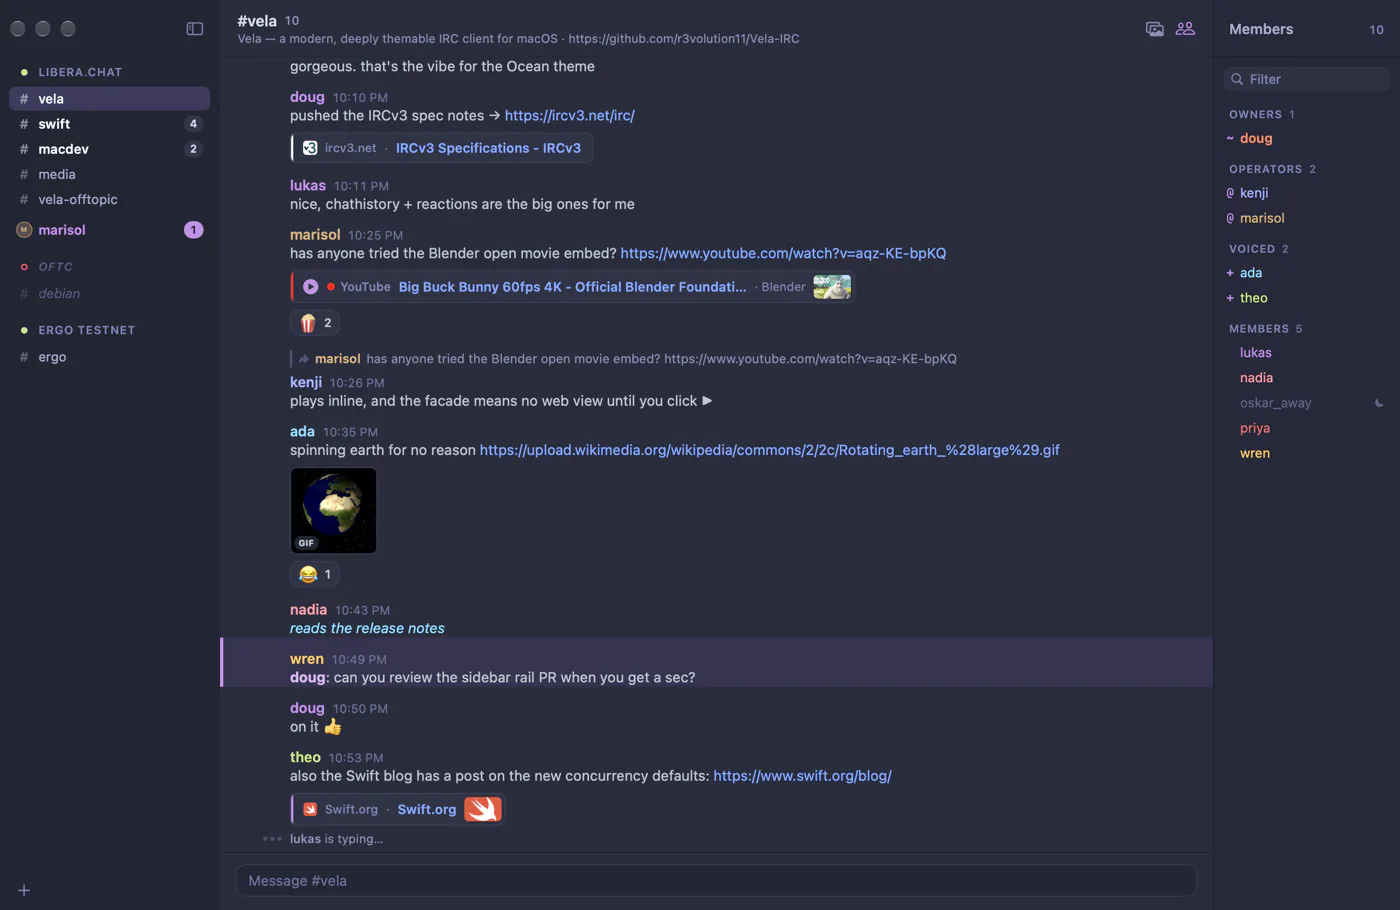 LIBERA.CHAT
# vela
# swift 4
# macdev 2
# media
# vela-offtopic
M marisol 1
OFTC
# debian
ERGO TESTNET
# ergo
+
#vela 10
Vela — a modern, deeply themable IRC client for macOS · https://github.com/r3volution11/Vela-IRC
gorgeous. that's the vibe for the Ocean theme
doug 10:10 PM
pushed the IRCv3 spec notes → https://ircv3.net/irc/
v3 ircv3.net · IRCv3 Specifications - IRCv3
lukas 10:11 PM
nice, chathistory + reactions are the big ones for me
marisol 10:25 PM
has anyone tried the Blender open movie embed? https://www.youtube.com/watch?v=aqz-KE-bpKQ
YouTube Big Buck Bunny 60fps 4K - Official Blender Foundati... · Blender
🍿 2
marisol has anyone tried the Blender open movie embed? https://www.youtube.com/watch?v=aqz-KE-bpKQ
kenji 10:26 PM
plays inline, and the facade means no web view until you click ▶
ada 10:35 PM
spinning earth for no reason https://upload.wikimedia.org/wikipedia/commons/2/2c/Rotating_earth_%28large%29.gif
GIF
😂 1
nadia 10:43 PM
reads the release notes
wren 10:49 PM
doug: can you review the sidebar rail PR when you get a sec?
doug 10:50 PM
on it 👍
theo 10:53 PM
also the Swift blog has a post on the new concurrency defaults: https://www.swift.org/blog/
Swift.org · Swift.org
lukas is typing...
Message #vela
Members 10
Filter
OWNERS 1
~ doug
OPERATORS 2
@ kenji
@ marisol
VOICED 2
+ ada
+ theo
MEMBERS 5
lukas
nadia
oskar_away
priya
wren